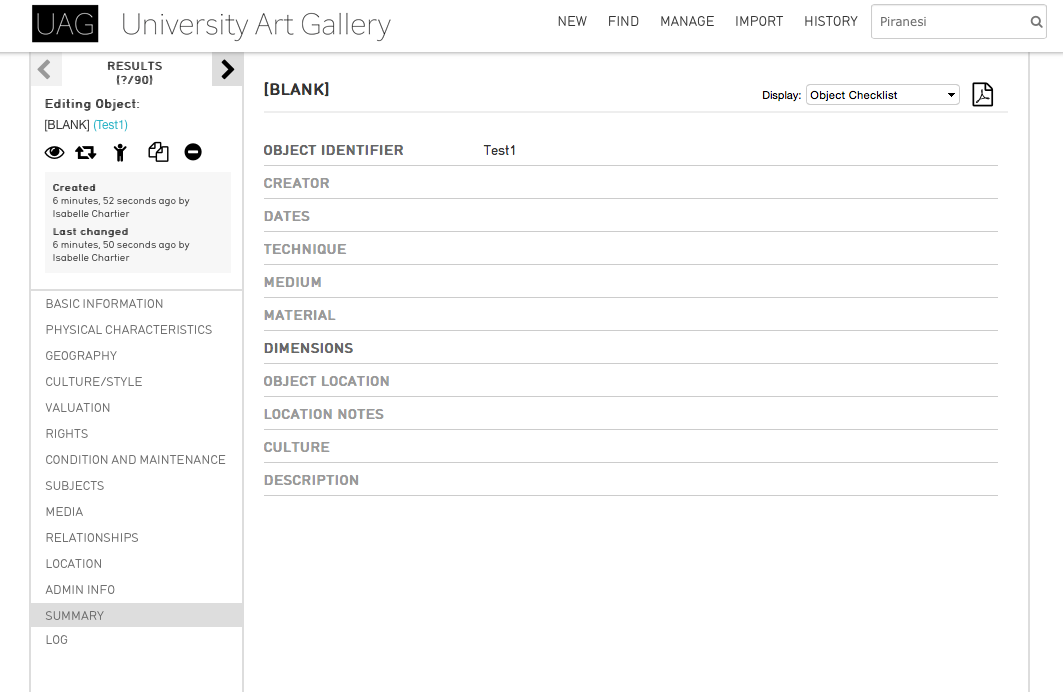 UAG University Art Gallery NEW FIND MANAGE IMPORT HISTORY Piranesi
RESULTS
(?/90)
Editing Object:
[BLANK] (Test1)
Created
6 minutes, 52 seconds ago by
Isabelle Chartier
Last changed
6 minutes, 50 seconds ago by
Isabelle Chartier
BASIC INFORMATION
PHYSICAL CHARACTERISTICS
GEOGRAPHY
CULTURE/STYLE
VALUATION
RIGHTS
CONDITION AND MAINTENANCE
SUBJECTS
MEDIA
RELATIONSHIPS
LOCATION
ADMIN INFO
SUMMARY
LOG
[BLANK]
Display: Object Checklist
OBJECT IDENTIFIER Test1
CREATOR
DATES
TECHNIQUE
MEDIUM
MATERIAL
DIMENSIONS
OBJECT LOCATION
LOCATION NOTES
CULTURE
DESCRIPTION